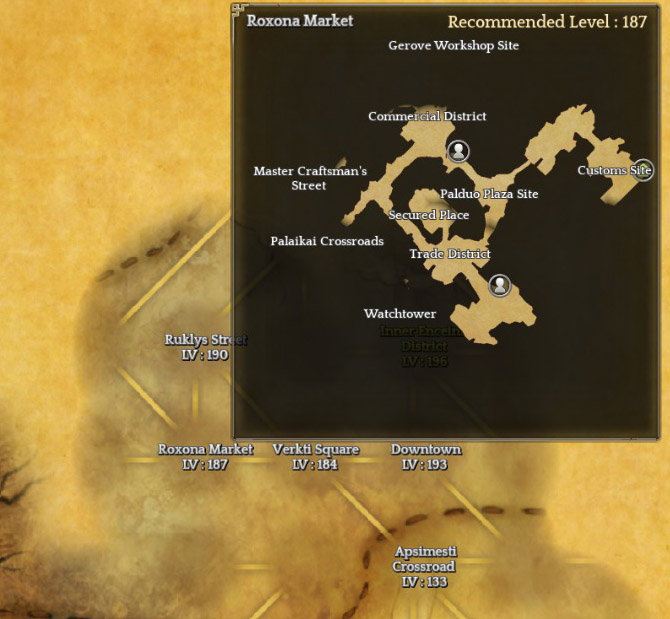 Roxona Market
Recommended Level : 187
Gerove Workshop Site
Commercial District
Master Craftsman's
Street
Customs Site
Palduo Plaza Site
Secured Place
Palaikai Crossroads
Trade District
Watchtower
Ruklys Street
LV : 190
Inner Enceinte
District
LV : 196
Roxona Market
LV : 187
Verkti Square
LV : 184
Downtown
LV : 193
Apsimesti
Crossroad
LV : 133